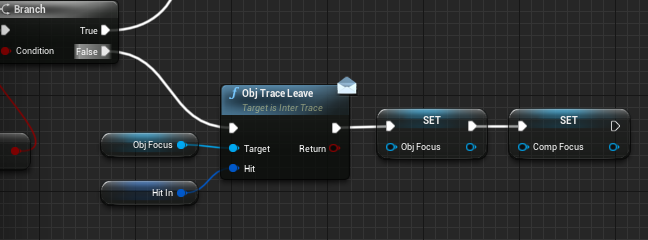 Branch
True
Condition
False
Obj Trace Leave
Target is Inter Trace
Obj Focus
Target
Return
Hit In
Hit
SET
Obj Focus
SET
Comp Focus